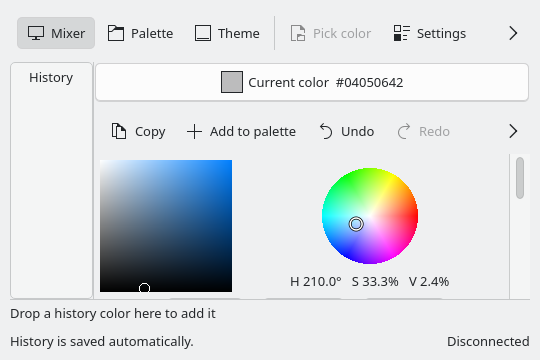 Mixer Palette Theme Pick color Settings
History
Current color #04050642
Copy Add to palette Undo Redo
H 210.0° S 33.3% V 2.4%
Drop a history color here to add it
History is saved automatically. Disconnected